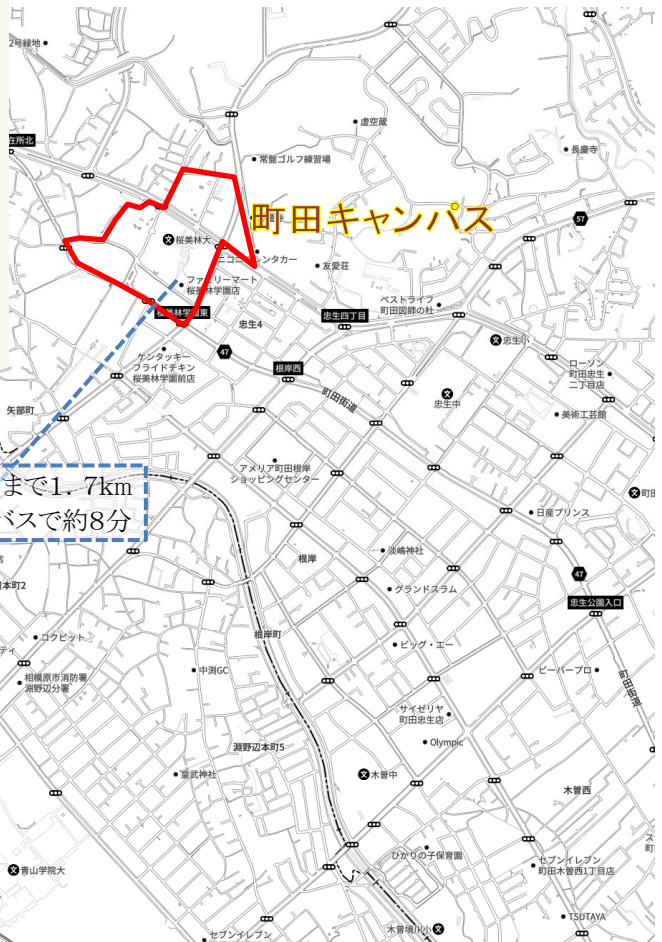 2号緑地
虚空蔵
在所北
常盤ゴルフ練習場
長慶寺
町田キャンパス
57
桜美林大
ニコニコレンタカー
友愛荘
ファミリーマート
桜美林学園店
ベストライフ
町田図師の杜
桜美林学園東
忠生4
忠生四丁目
忠生小
ケンタッキー
フライドチキン
桜美林学園前店
47
根岸西
ローソン
町田忠生
二丁目店
忠生中
町田街道
矢部町
美術工芸館
アメリア町田根岸
ショッピングセンター
まで1.7km
バスで約8分
町田
日産プリンス
根岸
淡嶋神社
本町2
グランドスラム
47
忠生公園入口
コクピット
根岸町
ビッグ・エー
ティ
相模原市消防署
淵野辺分署
中渕GC
ビーバープロ
町田街道
サイゼリヤ
町田忠生店
淵野辺本町5
Olympic
皇武神社
木曽中
木曽西
ひかりの子保育園
青山学院大
セブンイレブン
町田木曽西1丁目店
TSUTAYA
木曽境川小
セブンイレブン